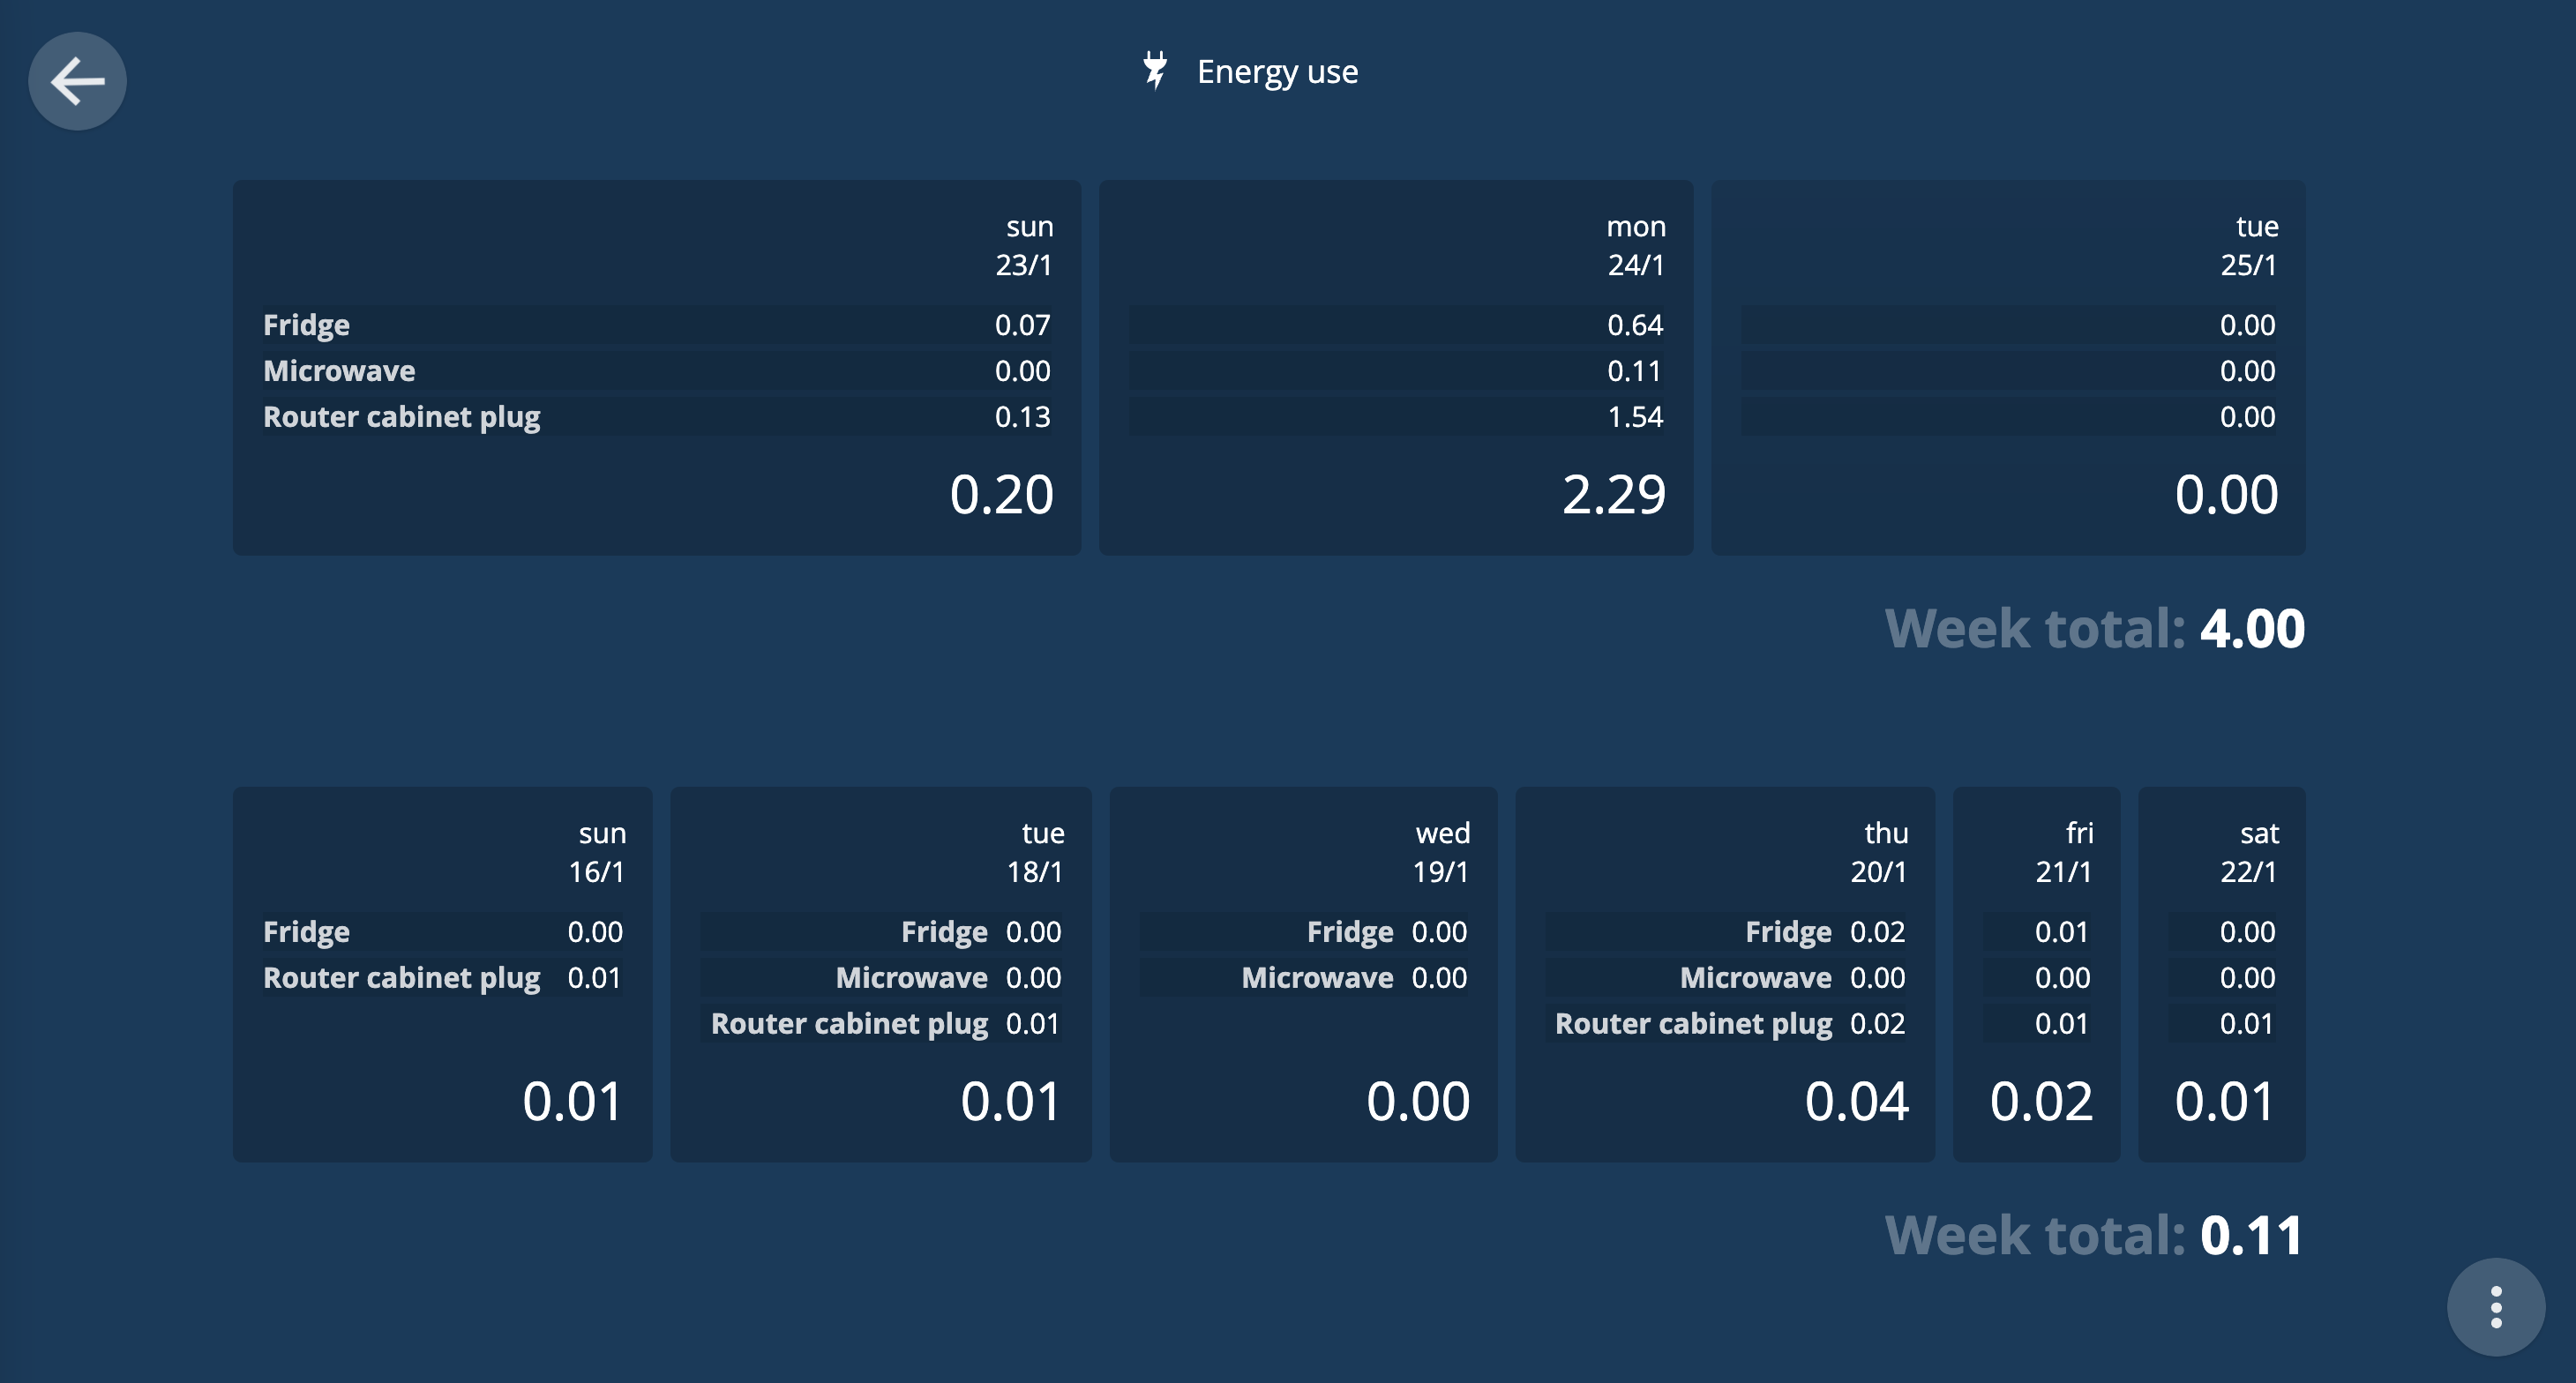 Energy use
sun mon tue
23/1 24/1 25/1
Fridge 0.07 0.64 0.00
Microwave 0.00 0.11 0.00
Router cabinet plug 0.13 1.54 0.00
0.20 2.29 0.00
Week total: 4.00
sun tue wed thu fri sat
16/1 18/1 19/1 20/1 21/1 22/1
Fridge 0.00 Fridge 0.00 Fridge 0.00 Fridge 0.02 0.01 0.00
Router cabinet plug 0.01 Microwave 0.00 Microwave 0.00 Microwave 0.00 0.00 0.00
Router cabinet plug 0.01 Router cabinet plug 0.02 0.01 0.01
0.01 0.01 0.00 0.04 0.02 0.01
Week total: 0.11